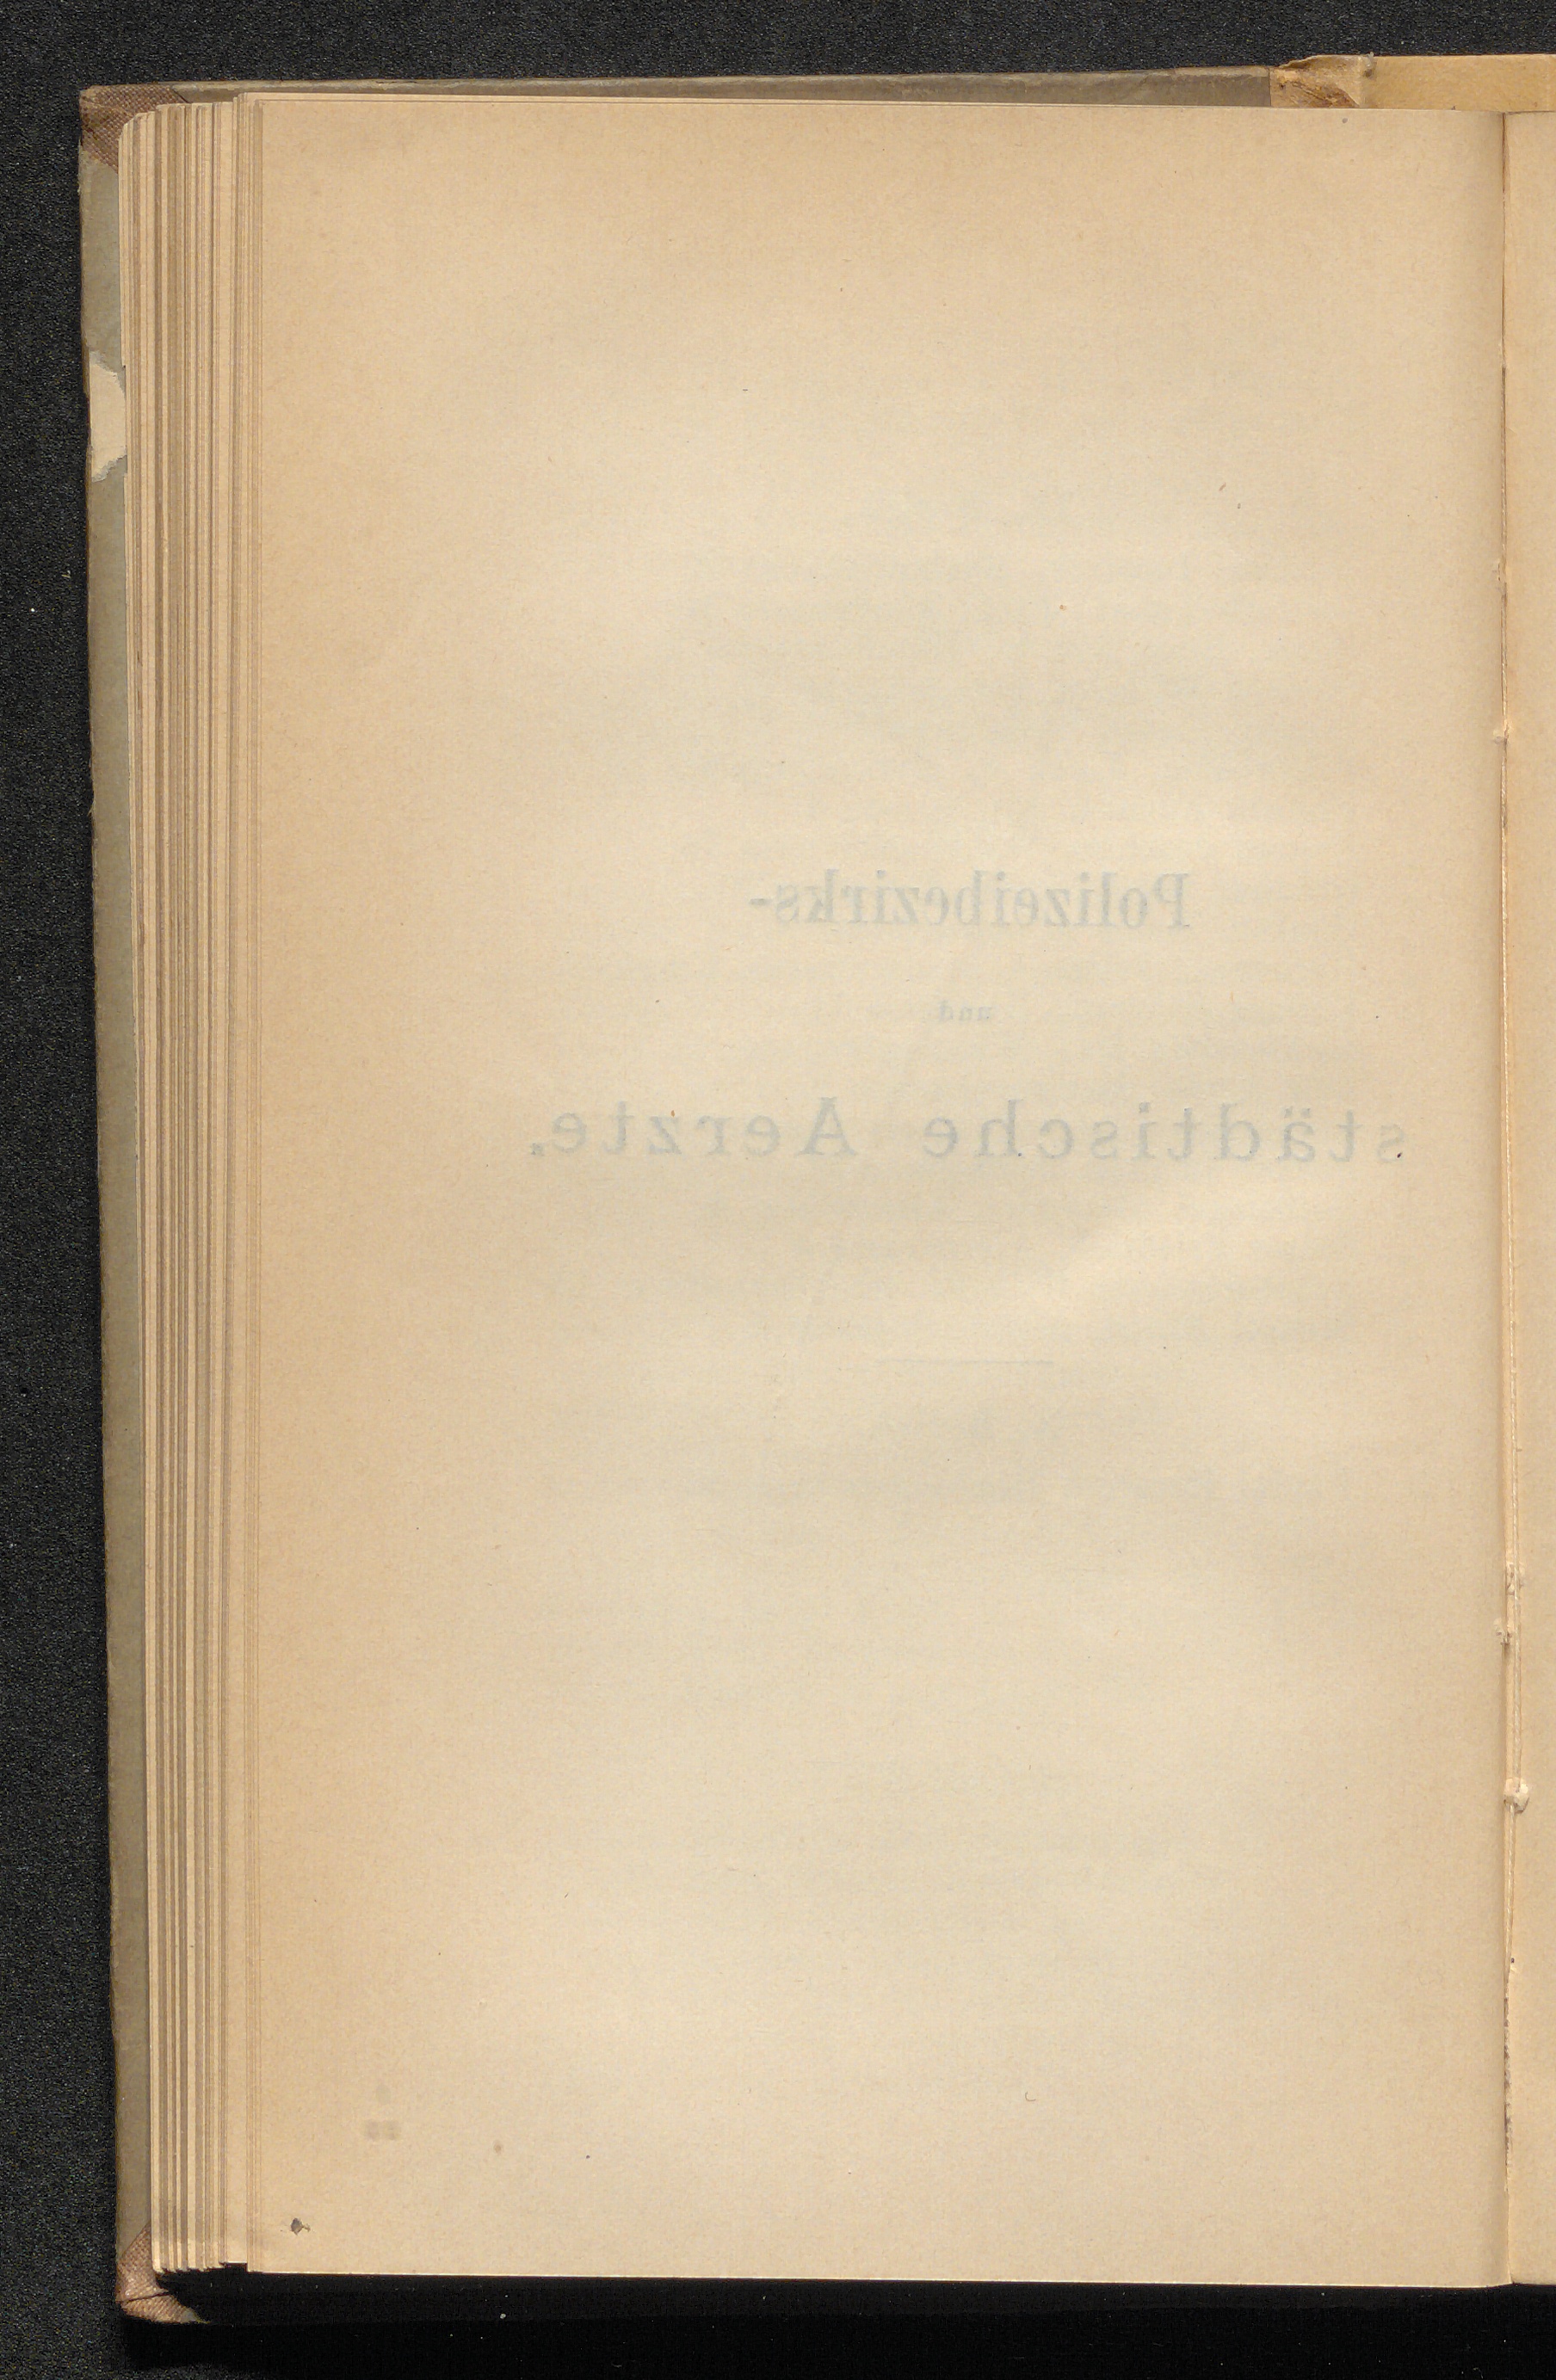 Polizeibezirks-
und
städtische Aerzte.